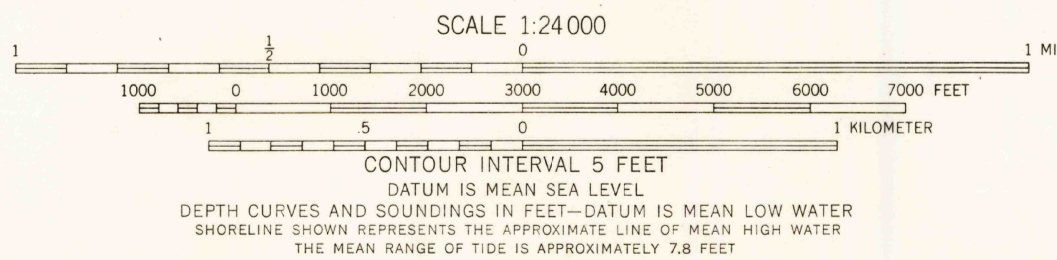 SCALE 1:24 000
1 ½ 0 1 MI
1000 0 1000 2000 3000 4000 5000 6000 7000 FEET
1 .5 0 1 KILOMETER
CONTOUR INTERVAL 5 FEET
DATUM IS MEAN SEA LEVEL
DEPTH CURVES AND SOUNDINGS IN FEET—DATUM IS MEAN LOW WATER
SHORELINE SHOWN REPRESENTS THE APPROXIMATE LINE OF MEAN HIGH WATER
THE MEAN RANGE OF TIDE IS APPROXIMATELY 7.8 FEET